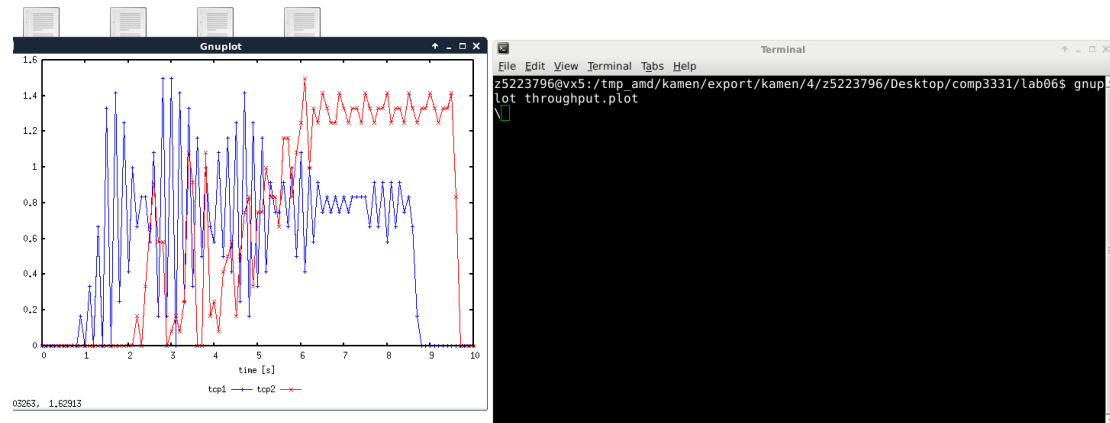 Gnuplot
1.6
1.4
1.2
1
0.8
0.6
0.4
0.2
0
0 1 2 3 4 5 6 7 8 9 10
time [s]
tcp1 tcp2
03263, 1.62913
Terminal
File Edit View Terminal Tabs Help
z5223796@vx5:/tmp_amd/kamen/export/kamen/4/z5223796/Desktop/comp3331/lab06$ gnup
lot throughput.plot
\